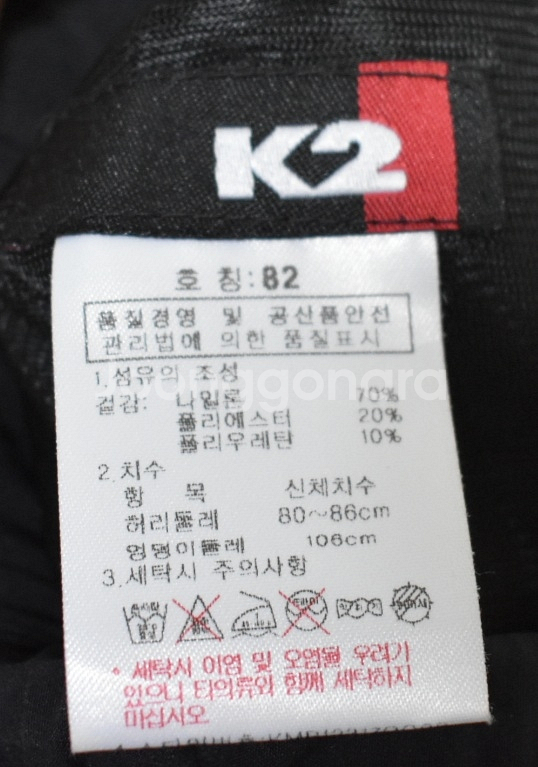 K2
호 칭:82
품질경영 및 공산품안전
관리법에 의한 품질표시
1.섬유의 조성
겉감: 나일론 70%
폴리에스터 20%
폴리우레탄 10%
2.치수
항 목 신체치수
허리둘레 80~86cm
엉덩이둘레 106cm
3.세탁시 주의사항
* 세탁시 이염 및 오염될 우려가
있으니 타의류와 함께 세탁하지
마십시오